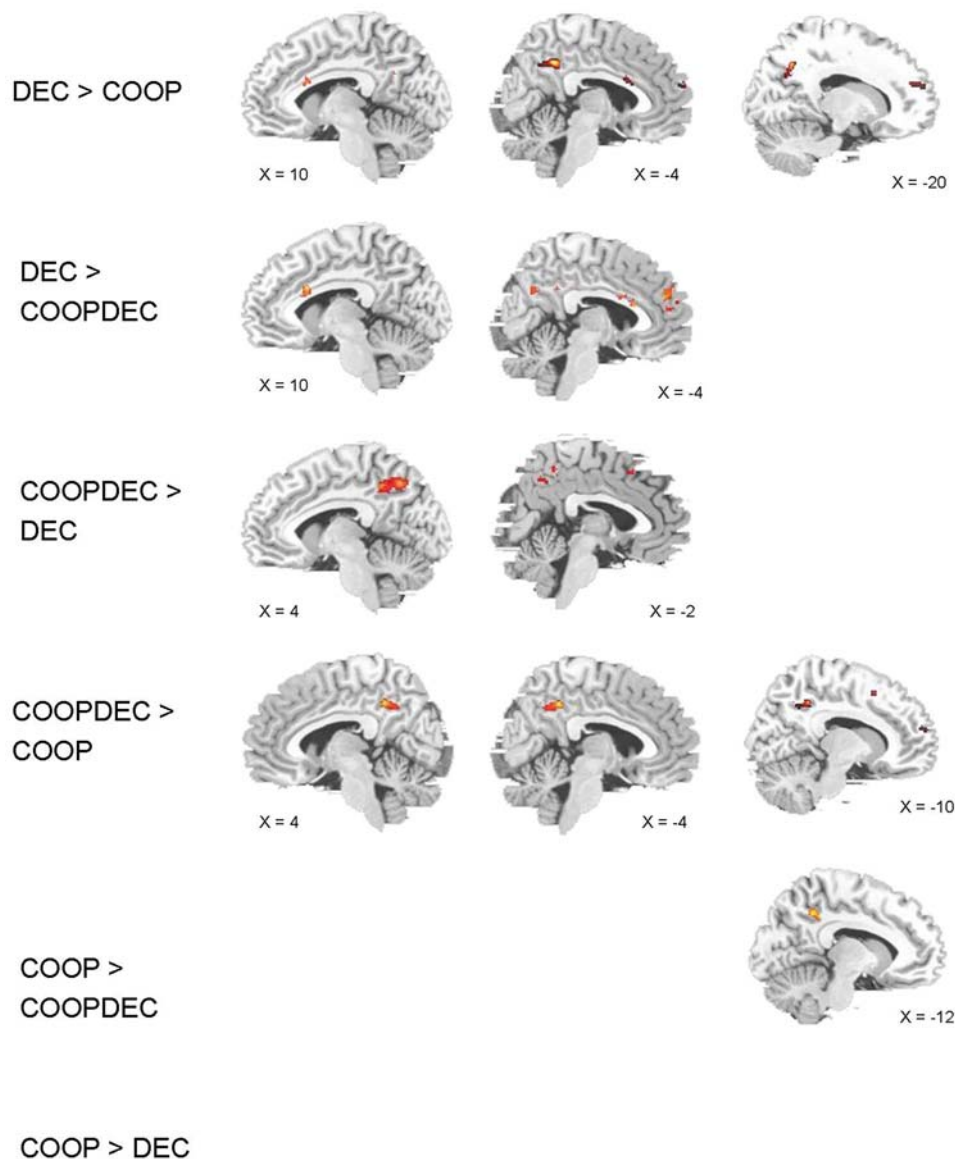 DEC > COOP
X = 10
X = -4
X = -20
DEC >
COOPDEC
X = 10
X = -4
COOPDEC >
DEC
X = 4
X = -2
COOPDEC >
COOP
X = 4
X = -4
X = -10
COOP >
COOPDEC
X = -12
COOP > DEC